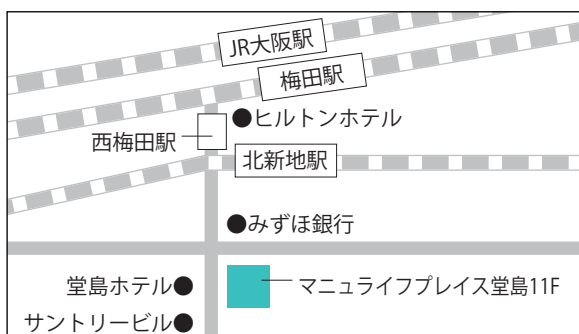 JR大阪駅
梅田駅
●ヒルトンホテル
西梅田駅
北新地駅
●みずほ銀行
堂島ホテル●
マニュライフプレイス堂島11F
サントリービル●